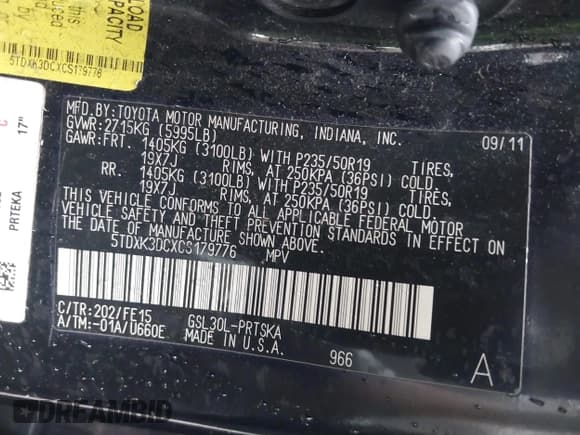 LOAD
CAPACITY
5TDXK3DCXCS179776
17"
PRTEKA
MFD.BY:TOYOTA MOTOR MANUFACTURING, INDIANA, INC. 09/11
GVWR:2715KG (5995LB)
GAWR:FRT. 1405KG (3100LB) WITH P235/50R19 TIRES,
19X7J RIMS, AT 250KPA (36PSI) COLD.
RR. 1405KG (3100LB) WITH P235/50R19 TIRES,
19X7J RIMS, AT 250KPA (36PSI) COLD.
THIS VEHICLE CONFORMS TO ALL APPLICABLE FEDERAL MOTOR
VEHICLE SAFETY AND THEFT PREVENTION STANDARDS IN EFFECT ON
THE DATE OF MANUFACTURE SHOWN ABOVE.
5TDXK3DCXCS179776 MPV
C/TR:202/FE15 GSL30L-PRTSKA
A/TM:-01A/U660E MADE IN U.S.A.
966 A
DREAMBID